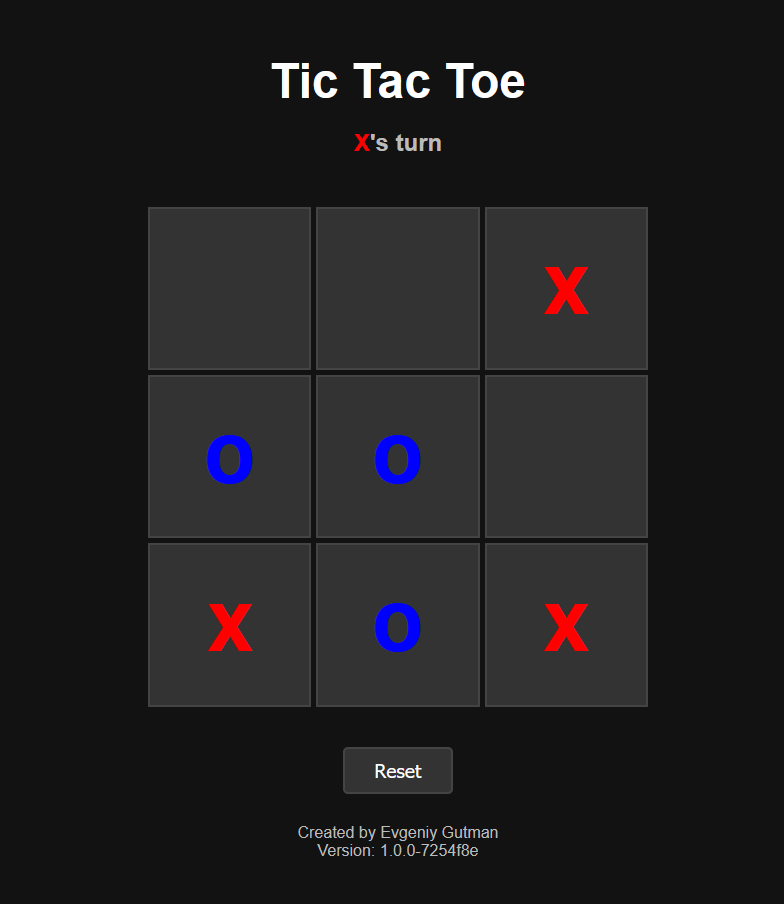 Tic Tac Toe
X's turn
X
O O
X O X
Reset
Created by Evgeniy Gutman
Version: 1.0.0-7254f8e